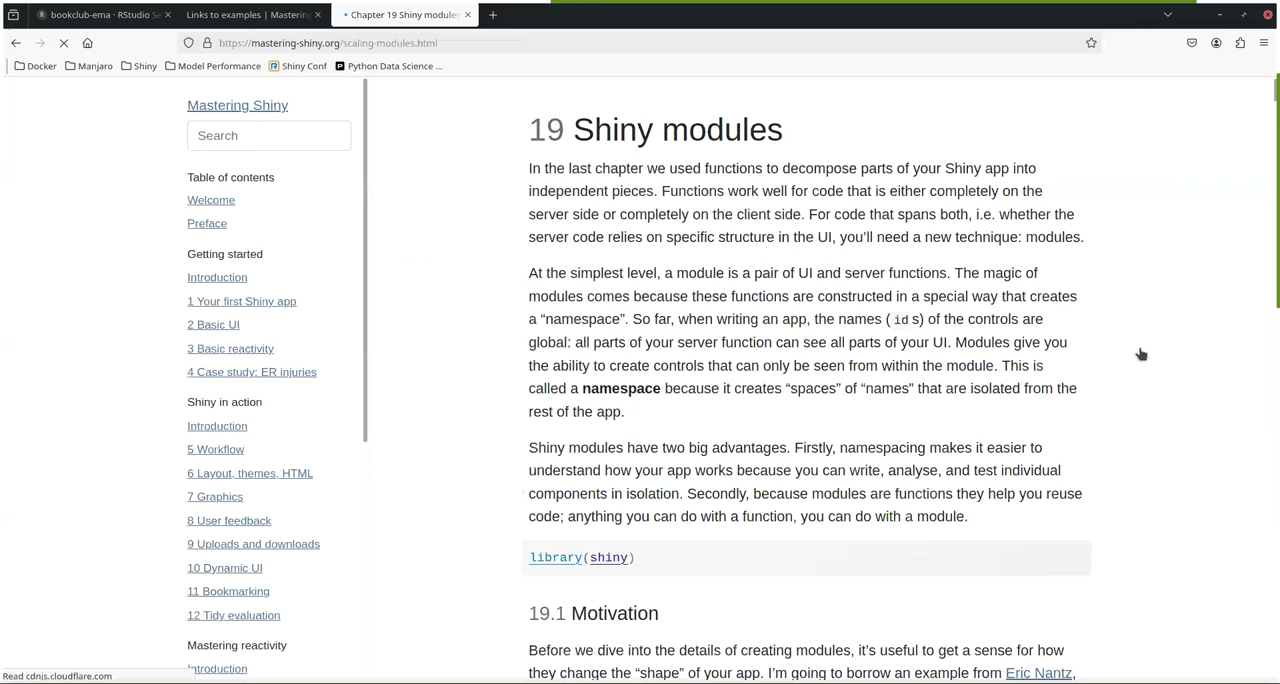 bookclub-ema · RStudio Se
Links to examples | Mastering
Chapter 19 Shiny modules
https://mastering-shiny.org/scaling-modules.html
Docker Manjaro Shiny Model Performance Shiny Conf Python Data Science ...
Mastering Shiny
Search
Table of contents
Welcome
Preface
Getting started
Introduction
1 Your first Shiny app
2 Basic UI
3 Basic reactivity
4 Case study: ER injuries
Shiny in action
Introduction
5 Workflow
6 Layout, themes, HTML
7 Graphics
8 User feedback
9 Uploads and downloads
10 Dynamic UI
11 Bookmarking
12 Tidy evaluation
Mastering reactivity
Introduction
Read cdnjs.cloudflare.com
19 Shiny modules
In the last chapter we used functions to decompose parts of your Shiny app into
independent pieces. Functions work well for code that is either completely on the
server side or completely on the client side. For code that spans both, i.e. whether the
server code relies on specific structure in the UI, you’ll need a new technique: modules.
At the simplest level, a module is a pair of UI and server functions. The magic of
modules comes because these functions are constructed in a special way that creates
a “namespace”. So far, when writing an app, the names ( id s) of the controls are
global: all parts of your server function can see all parts of your UI. Modules give you
the ability to create controls that can only be seen from within the module. This is
called a namespace because it creates “spaces” of “names” that are isolated from the
rest of the app.
Shiny modules have two big advantages. Firstly, namespacing makes it easier to
understand how your app works because you can write, analyse, and test individual
components in isolation. Secondly, because modules are functions they help you reuse
code; anything you can do with a function, you can do with a module.
library(shiny)
19.1 Motivation
Before we dive into the details of creating modules, it’s useful to get a sense for how
they change the “shape” of your app. I’m going to borrow an example from Eric Nantz,